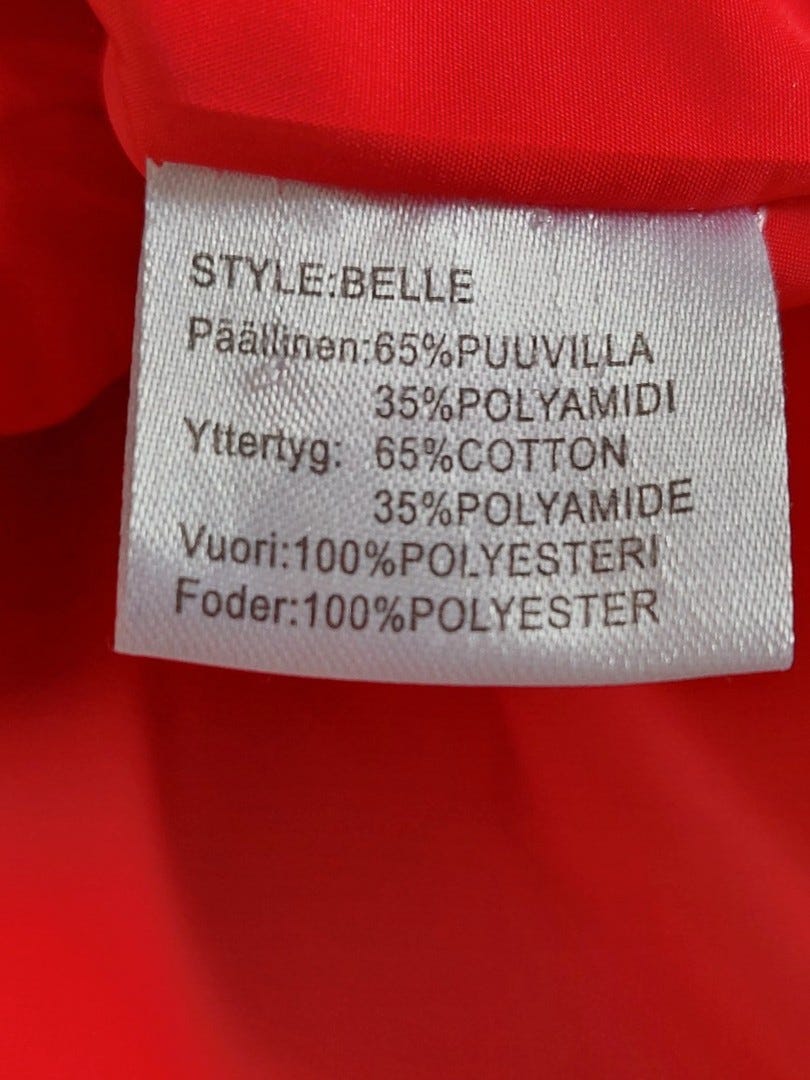 STYLE:BELLE
Päällinen:65%PUUVILLA
35%POLYAMIDI
Yttertyg: 65%COTTON
35%POLYAMIDE
Vuori:100%POLYESTERI
Foder:100%POLYESTER